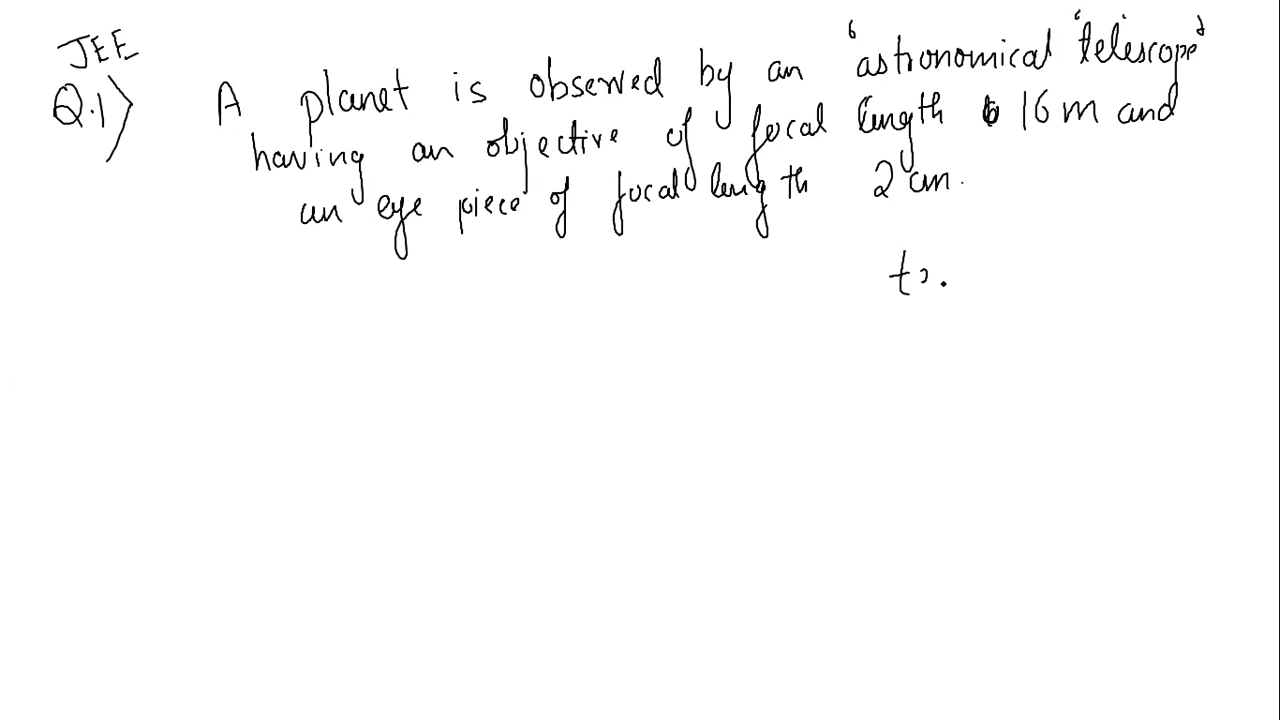 JEE
Q.1) A planet is observed by an 'astronomical 'telescope'
having an objective of focal length 16 m and
an eye piece of focal length 2 cm.